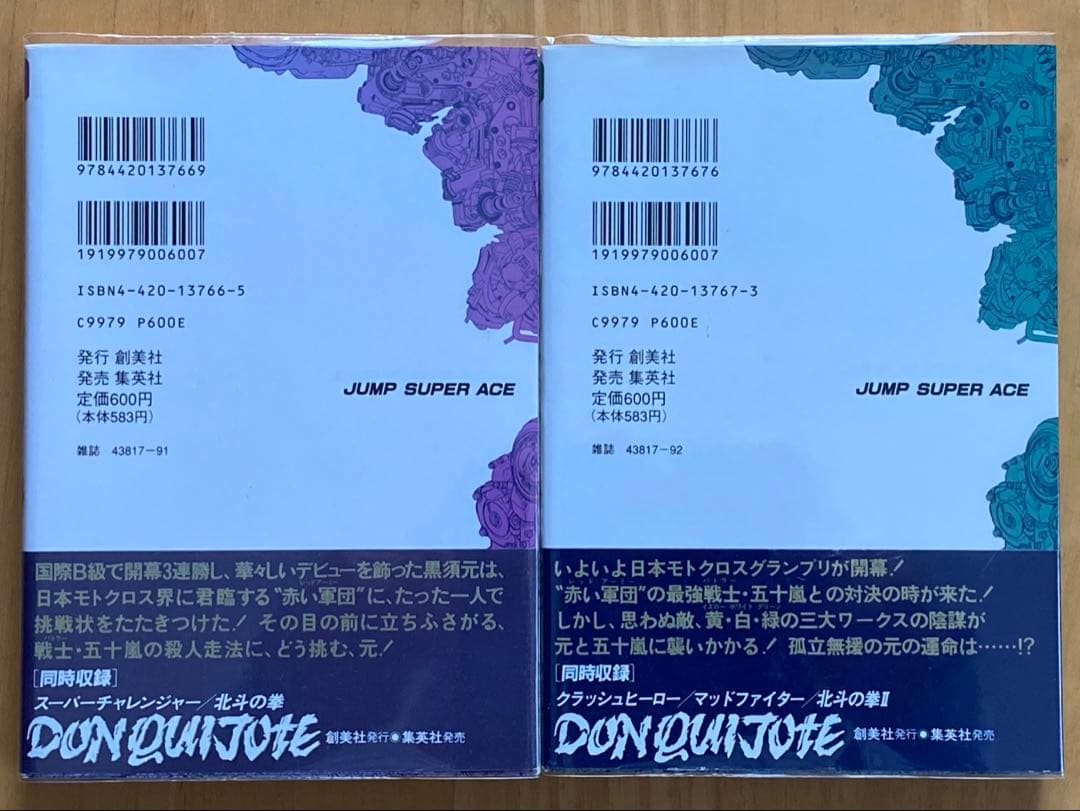 9784420137669
1919979006007
ISBN4-420-13766-5
C9979 P600E
発行 創美社
発売 集英社
定価600円
(本体583円)
雑誌 43817-91
JUMP SUPER ACE
国際B級で開幕3連勝し、華々しいデビューを飾った黒須元は、
日本モトクロス界に君臨する“赤い軍団”に、たった一人で
挑戦状をたたきつけた! その目の前に立ちふさがる、
戦士・五十嵐の殺人走法に、どう挑む、元!
[同時収録]
スーパーチャレンジャー/北斗の拳
DON QUIJOTE 創美社発行●集英社発売
9784420137676
1919979006007
ISBN4-420-13767-3
C9979 P600E
発行 創美社
発売 集英社
定価600円
(本体583円)
雑誌 43817-92
JUMP SUPER ACE
いよいよ日本モトクロスグランプリが開幕!
“赤い軍団”の最強戦士・五十嵐との対決の時が来た!
しかし、思わぬ敵、黄・白・緑の三大ワークスの陰謀が
元と五十嵐に襲いかかる! 孤立無援の元の運命は……!?
[同時収録]
クラッシュヒーロー/マッドファイター/北斗の拳II
DON QUIJOTE 創美社発行●集英社発売